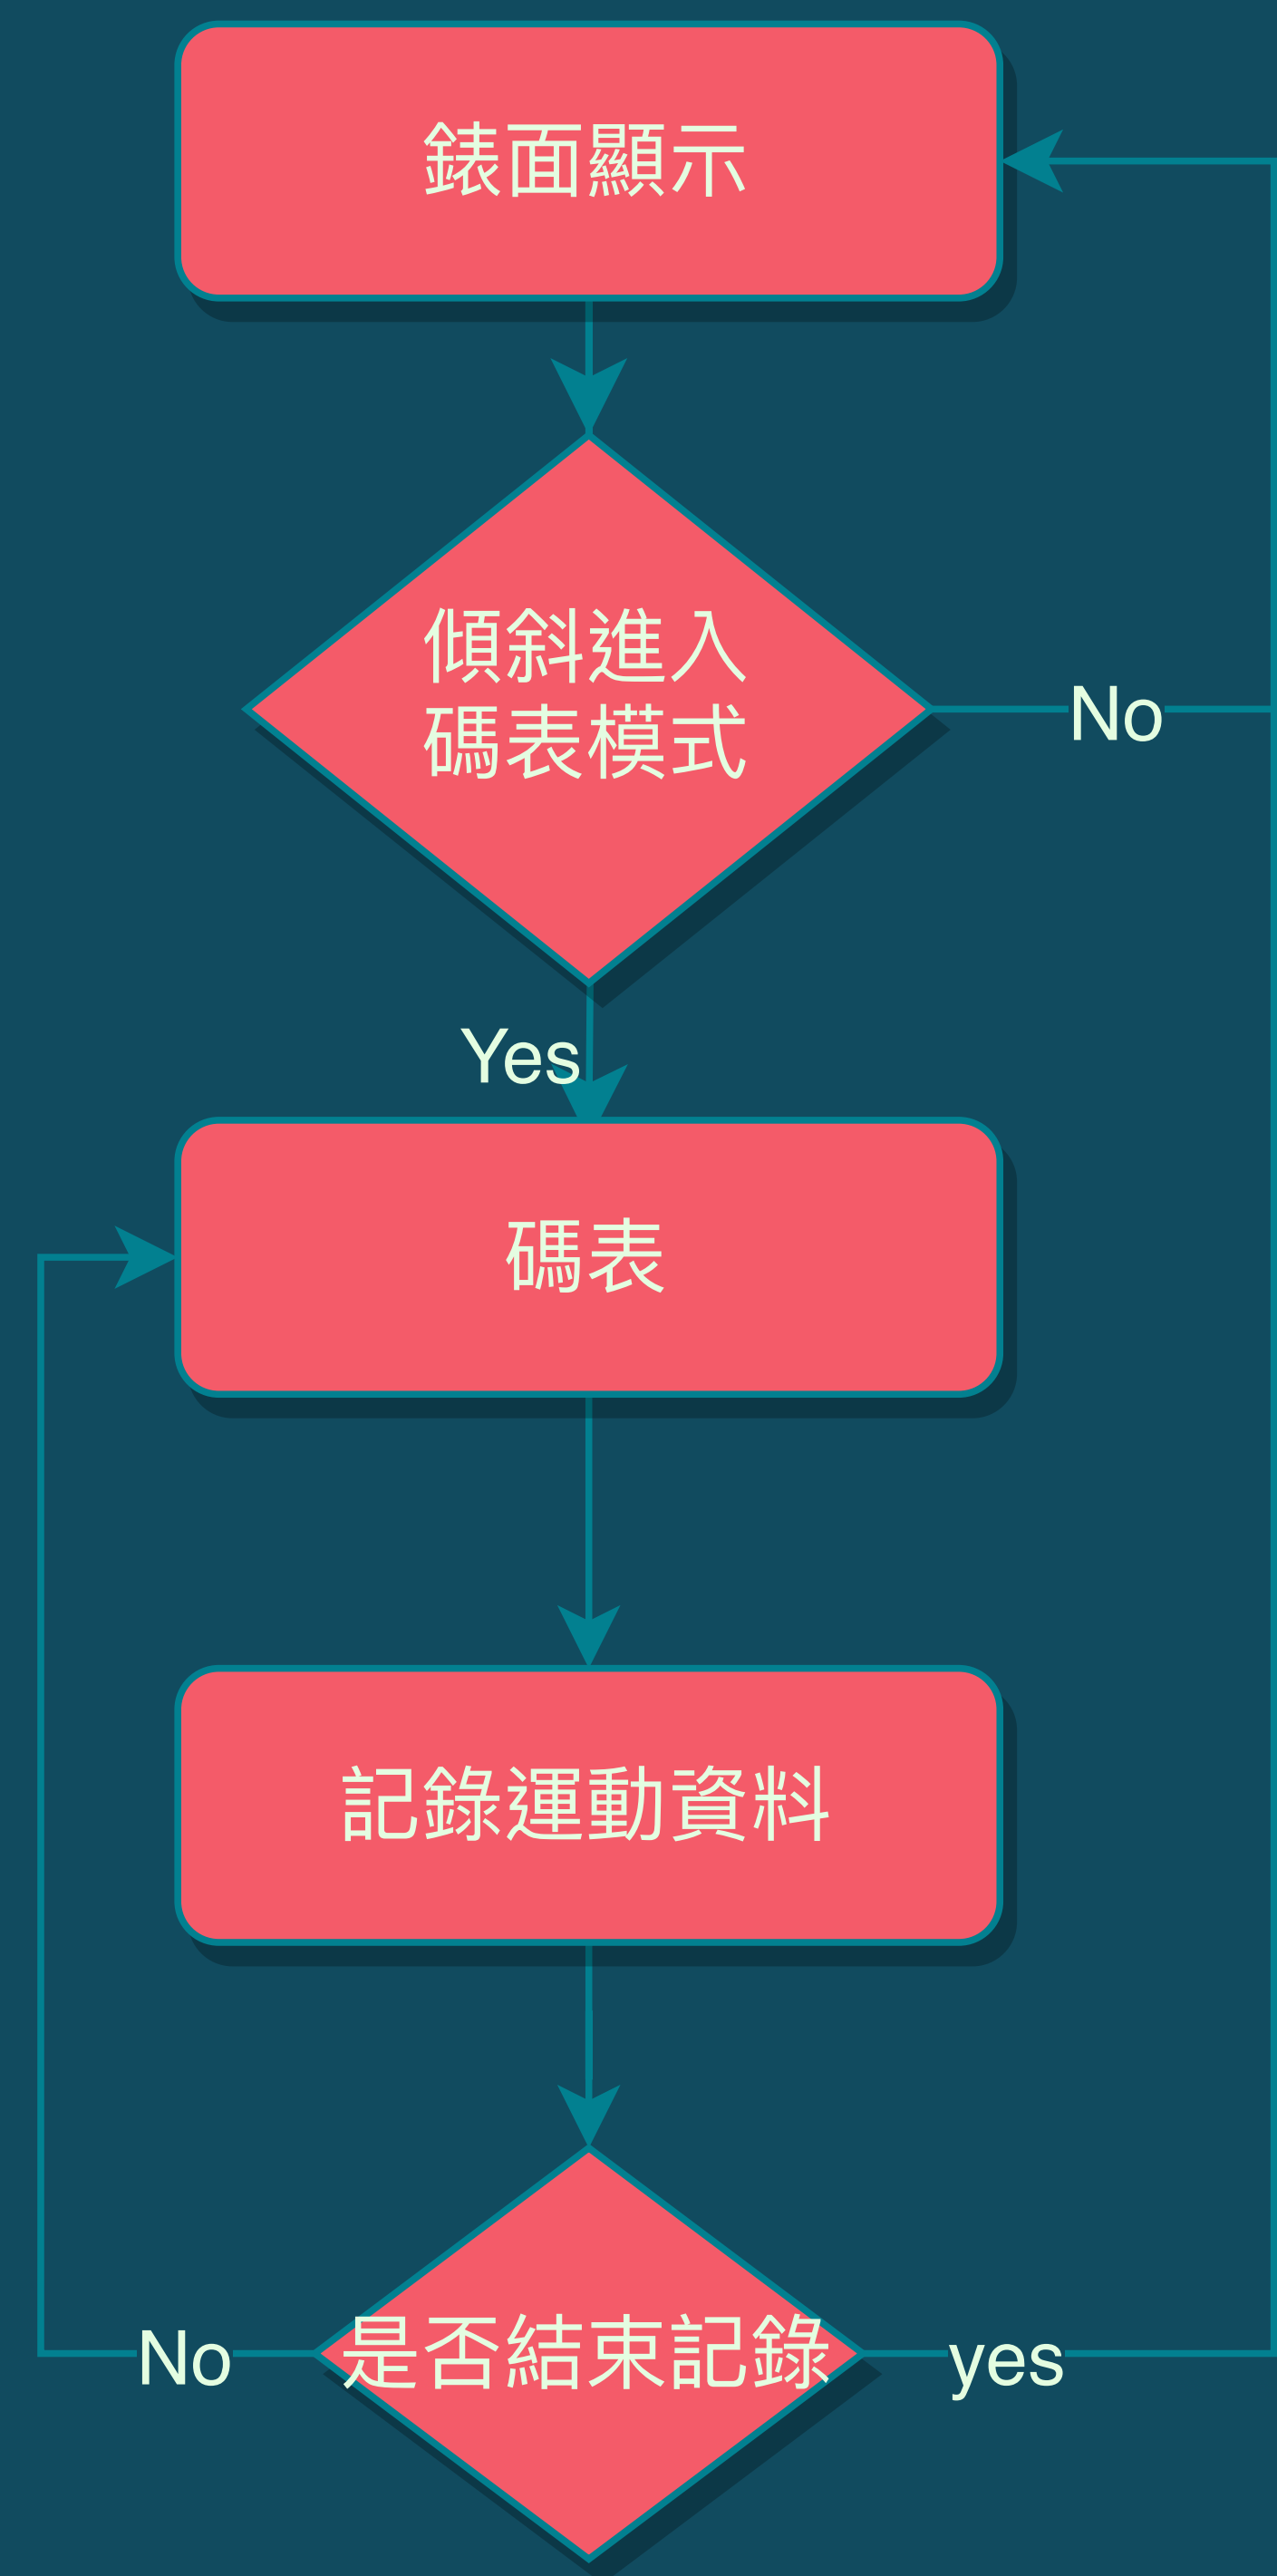 錶面顯示
傾斜進入
碼表模式
No
Yes
碼表
記錄運動資料
No
是否結束記錄
yes